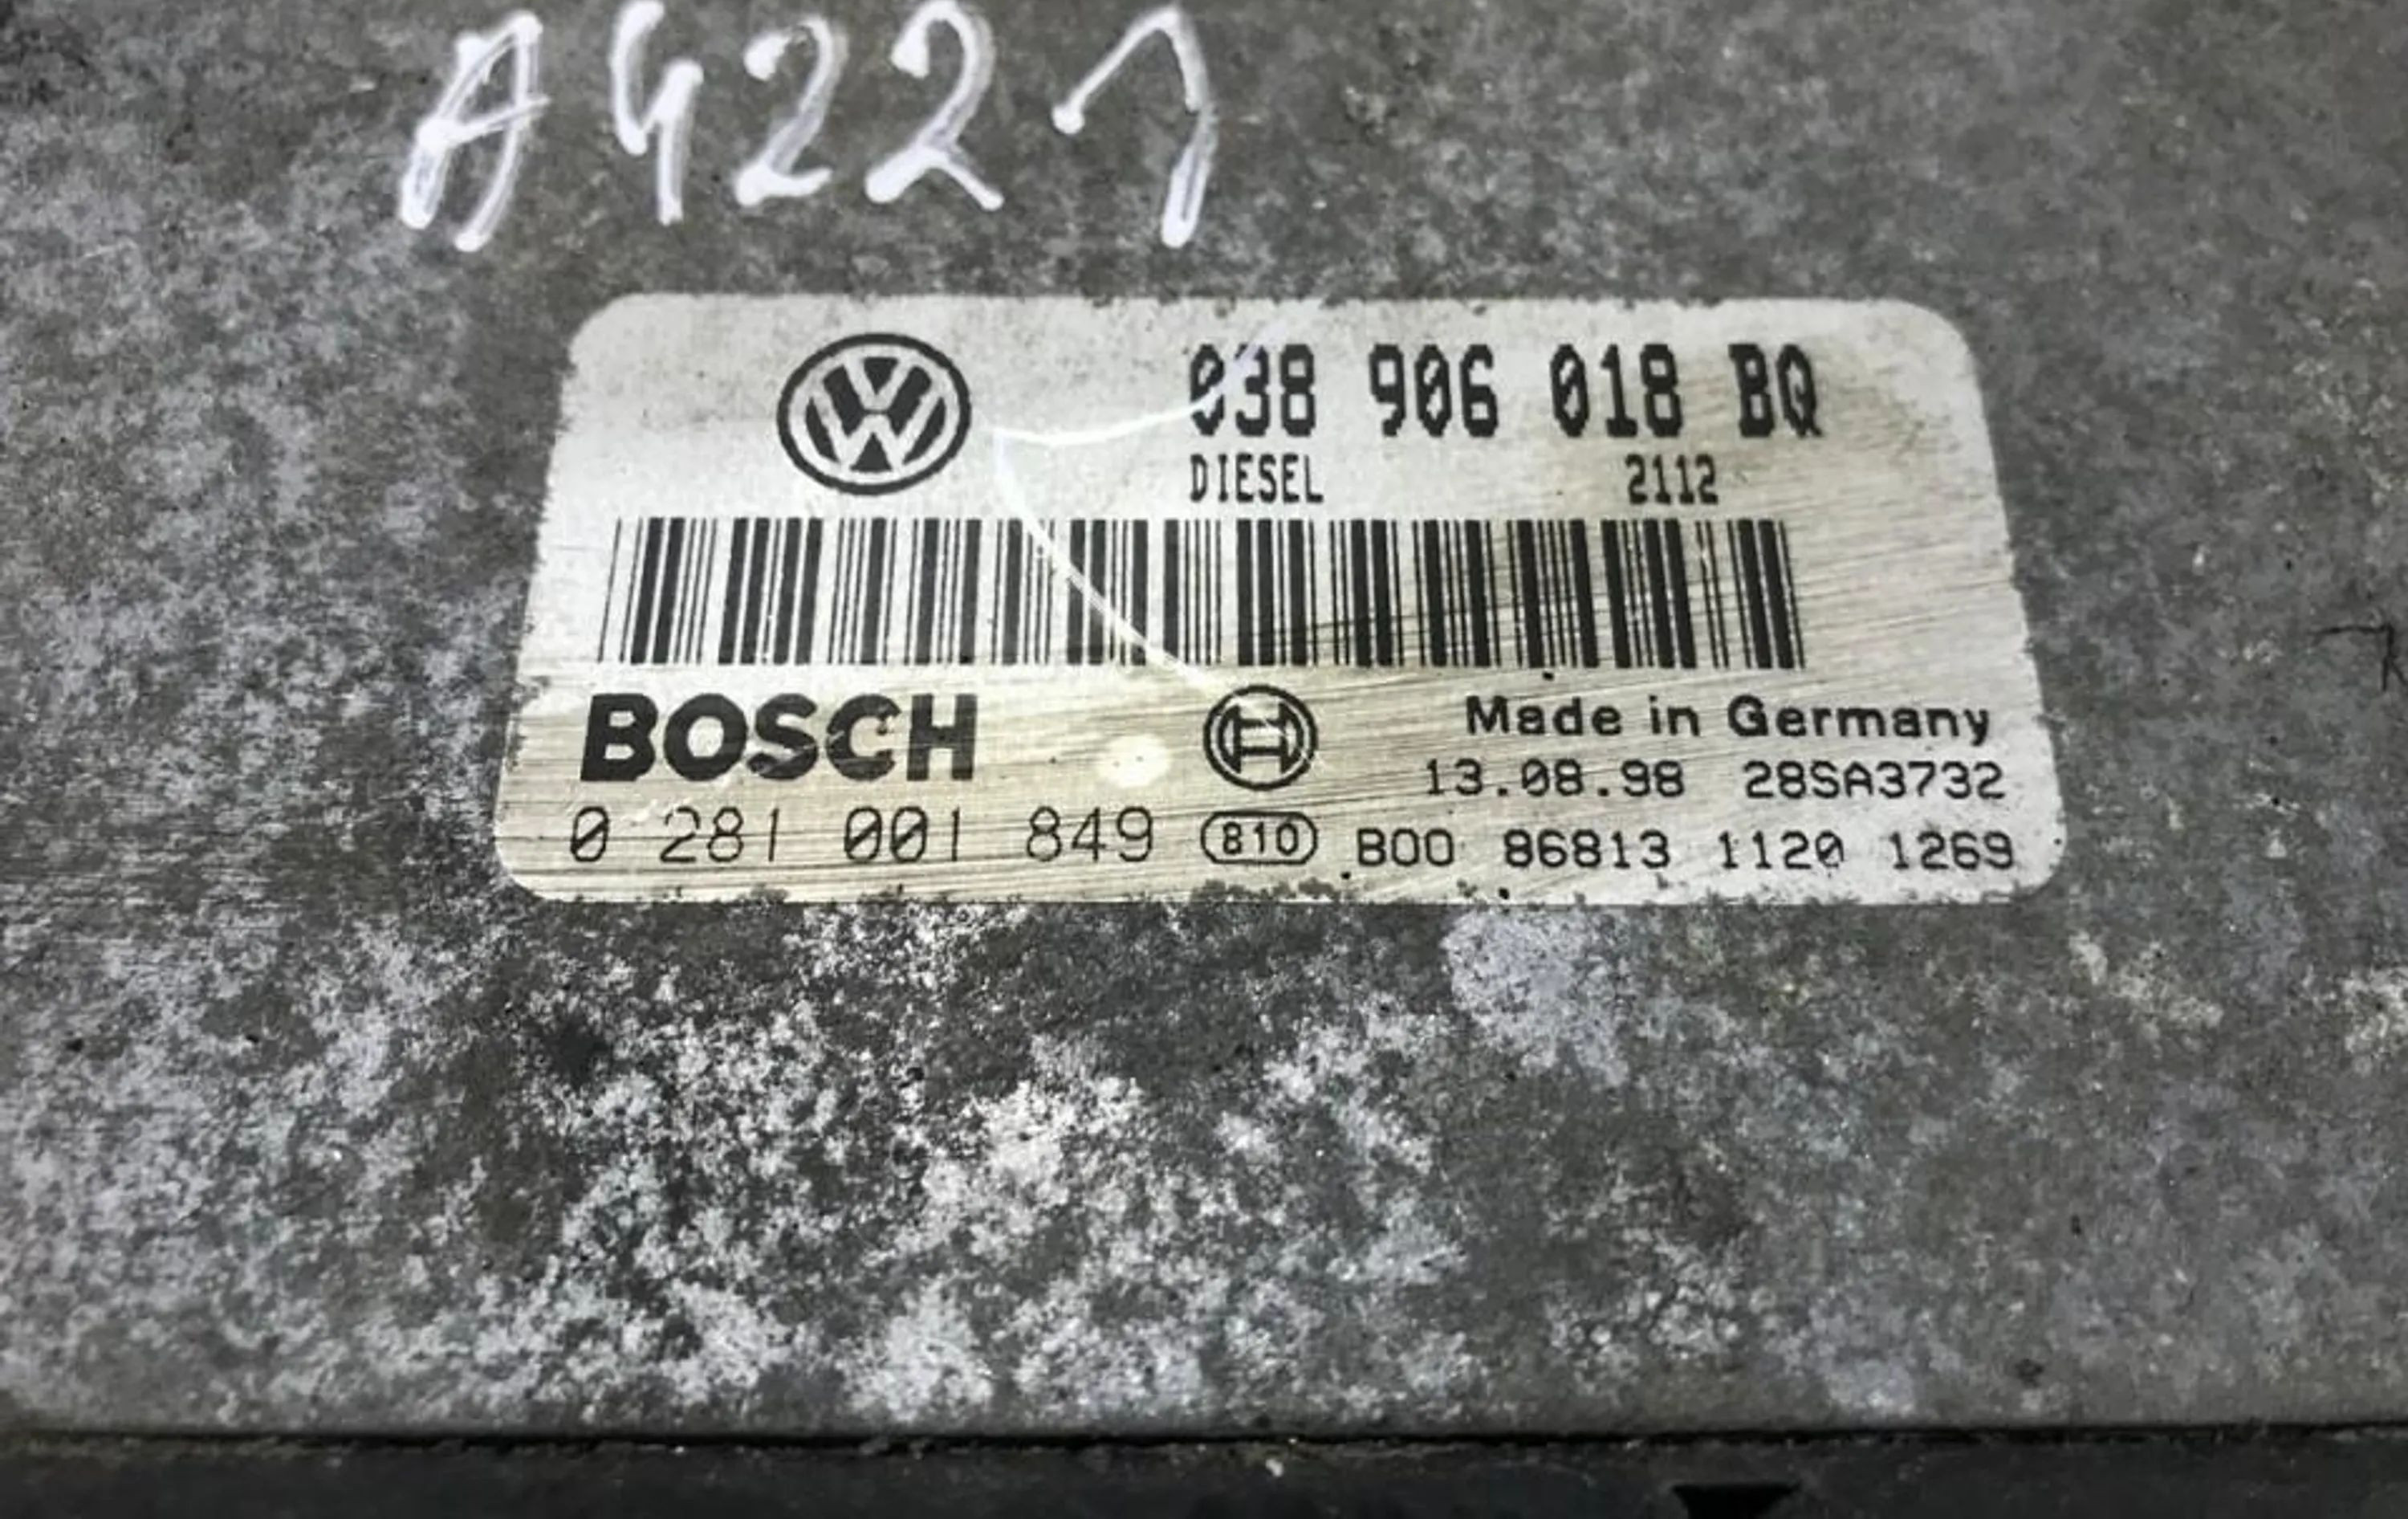 A4221
038 906 018 BQ
DIESEL 2112
BOSCH Made in Germany
13.08.98 28SA3732
0 281 001 849 810 B00 86813 1120 1269